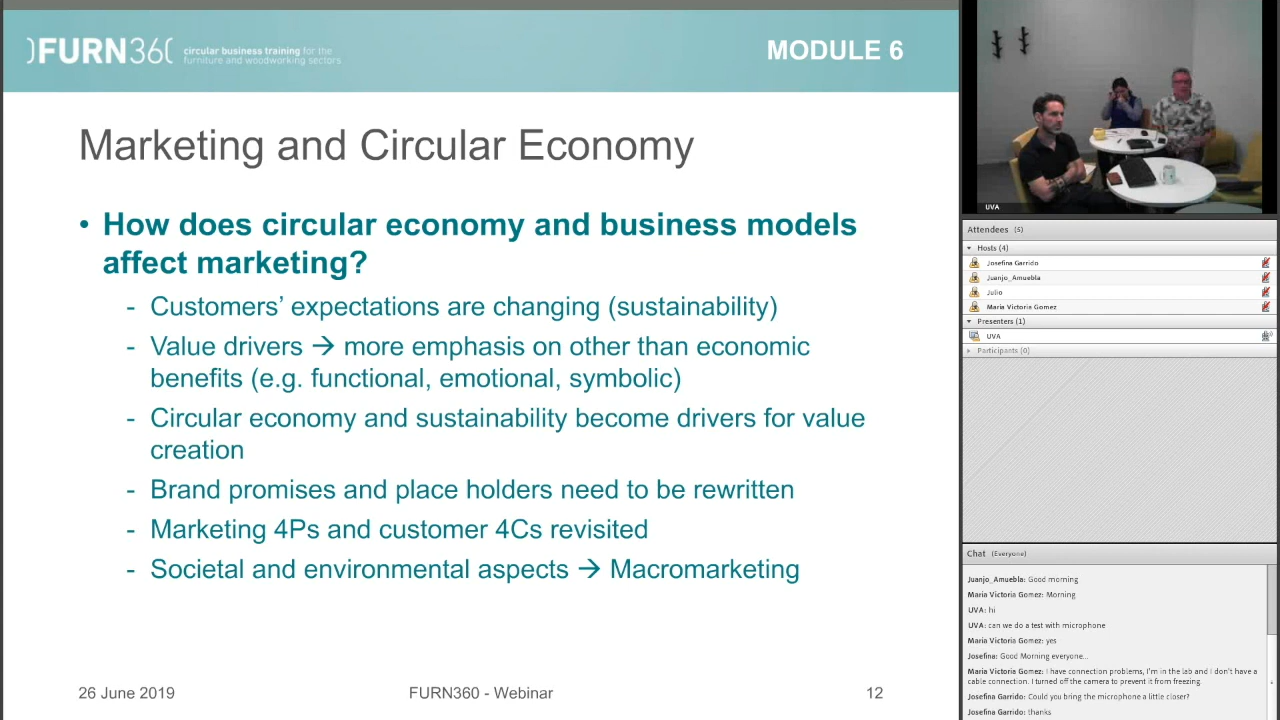 )FURN36(
circular business training for the
furniture and woodworking sectors
MODULE 6
Marketing and Circular Economy
• How does circular economy and business models
affect marketing?
- Customers’ expectations are changing (sustainability)
- Value drivers → more emphasis on other than economic
benefits (e.g. functional, emotional, symbolic)
- Circular economy and sustainability become drivers for value
creation
- Brand promises and place holders need to be rewritten
- Marketing 4Ps and customer 4Cs revisited
- Societal and environmental aspects → Macromarketing
26 June 2019
FURN360 - Webinar
12
UVA
Attendees (5)
Hosts (4)
Josefina Garrido
Juanjo_Amuebla
Julio
Maria Victoria Gomez
Presenters (1)
UVA
Participants (0)
Chat (Everyone)
Juanjo_Amuebla: Good morning
Maria Victoria Gomez: Morning
UVA: hi
UVA: can we do a test with microphone
Maria Victoria Gomez: yes
Josefina: Good Morning everyone...
Maria Victoria Gomez: I have connection problems, I'm in the lab and I don't have a
cable connection. I turned off the camera to prevent it from freezing.
Josefina Garrido: Could you bring the microphone a little closer?
Josefina Garrido: thanks